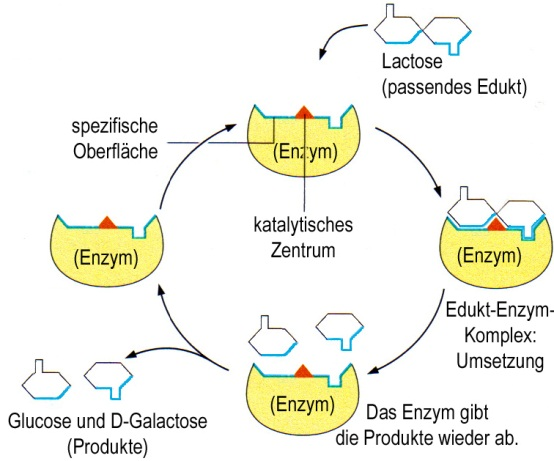 Lactose
(passendes Edukt)
spezifische
Oberfläche
(Enzym)
katalytisches
Zentrum
(Enzym)
(Enzym)
Edukt-Enzym-
Komplex:
Umsetzung
(Enzym)
Das Enzym gibt
die Produkte wieder ab.
Glucose und D-Galactose
(Produkte)